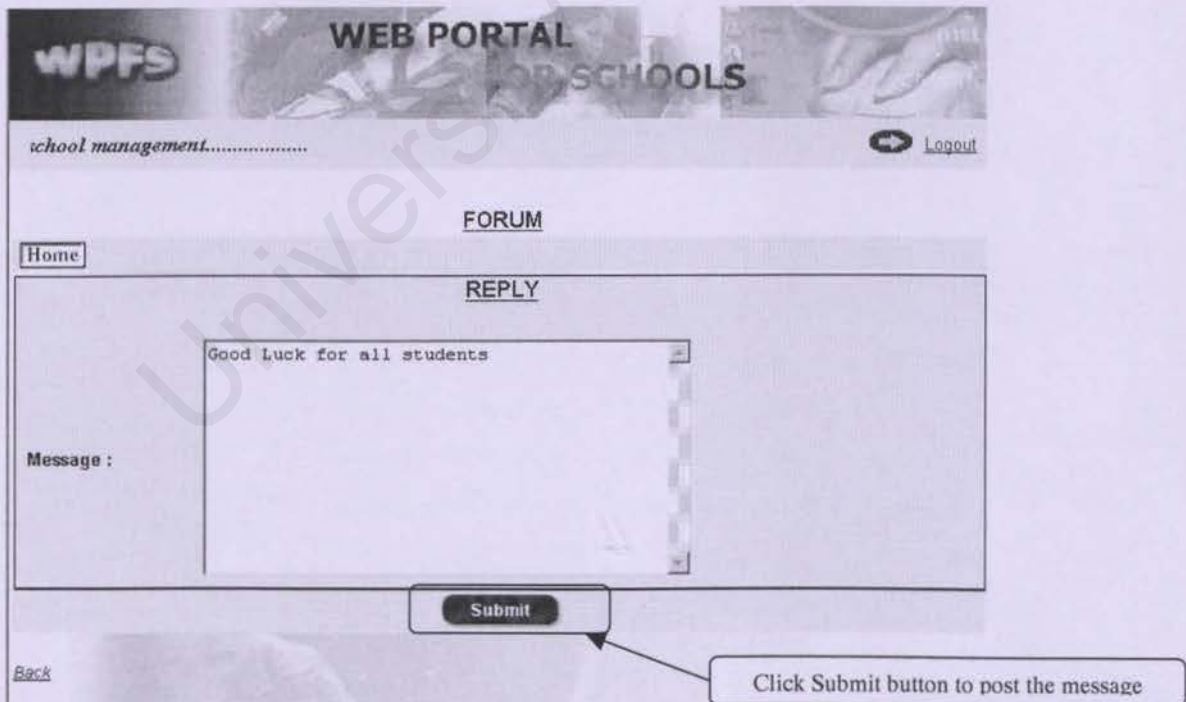 WPFS
WEB PORTAL
FOR SCHOOLS
school management...................
Logout
FORUM
Home
REPLY
Good Luck for all students
Message :
Submit
Back
Click Submit button to post the message